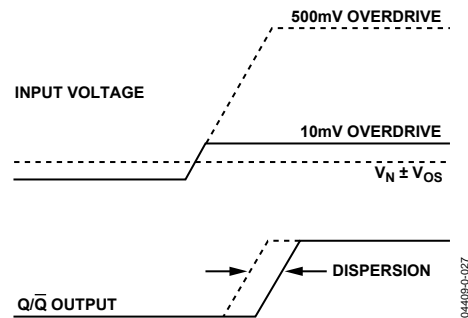 500mV OVERDRIVE
INPUT VOLTAGE
10mV OVERDRIVE
VN ± VOS
DISPERSION
Q/Q̅ OUTPUT
04409-0-027